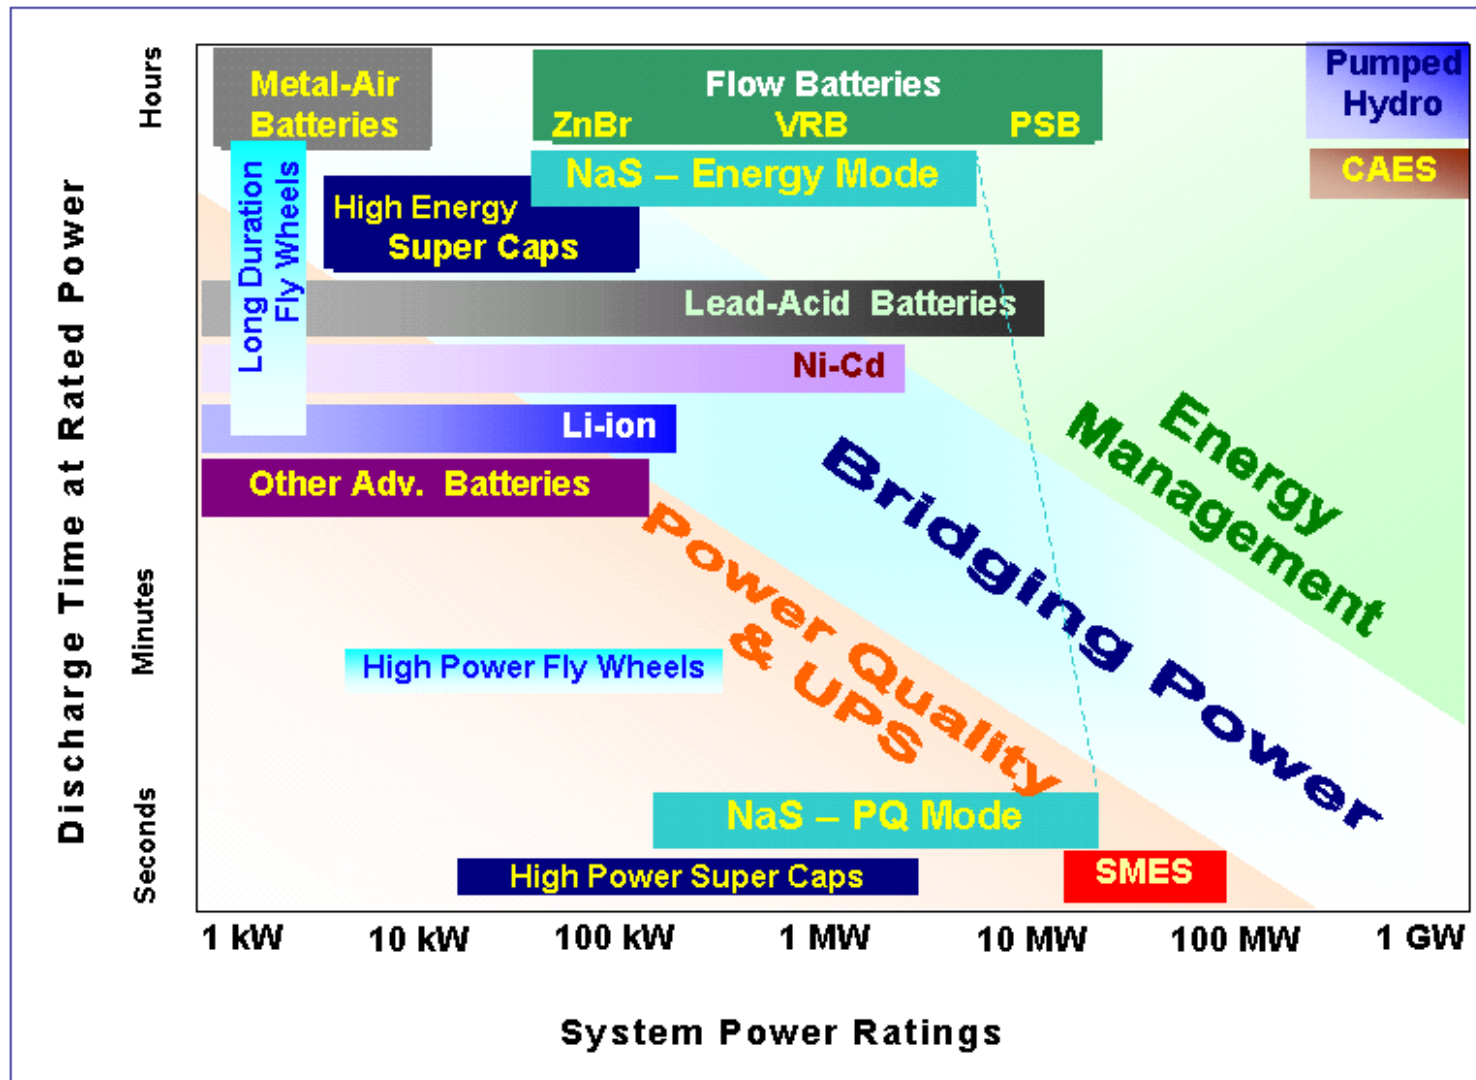 Hours
Minutes
Seconds
Discharge Time at Rated Power
Metal-Air
Batteries
Flow Batteries
ZnBr VRB PSB
Pumped
Hydro
CAES
NaS – Energy Mode
High Energy
Super Caps
Long Duration
Fly Wheels
Lead-Acid Batteries
Ni-Cd
Li-ion
Other Adv. Batteries
Energy
Management
Bridging Power
Power Quality
& UPS
High Power Fly Wheels
NaS – PQ Mode
High Power Super Caps
SMES
1 kW 10 kW 100 kW 1 MW 10 MW 100 MW 1 GW
System Power Ratings